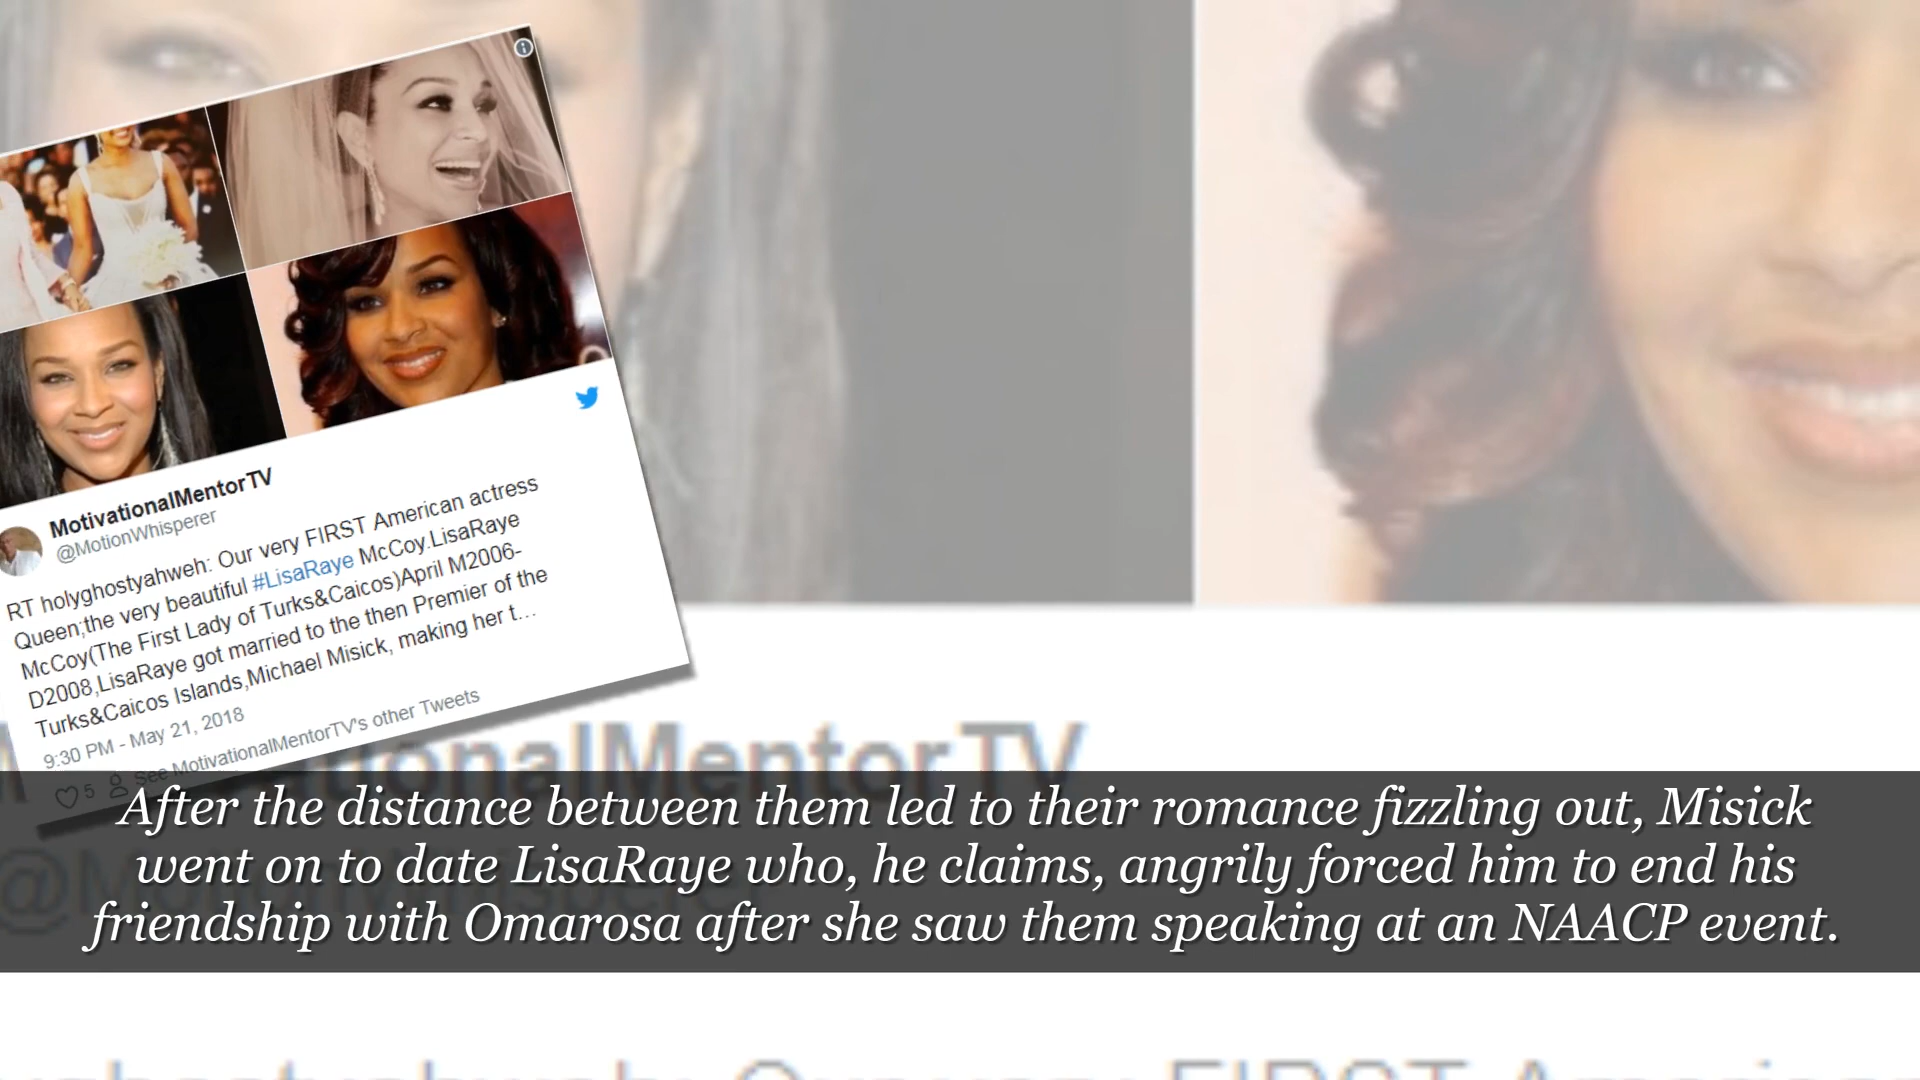 MotivationalMentorTV
@MotionWhisperer
RT holyghostyahweh: Our very FIRST American actress
Queen;the very beautiful #LisaRaye McCoy.LisaRaye
McCoy(The First Lady of Turks&Caicos)April M2006-
D2008,LisaRaye got married to the then Premier of the
Turks&Caicos Islands,Michael Misick, making her t...
9:30 PM - May 21, 2018
5 See MotivationalMentorTV's other Tweets
nalMentorTV
After the distance between them led to their romance fizzling out, Misick
went on to date LisaRaye who, he claims, angrily forced him to end his
friendship with Omarosa after she saw them speaking at an NAACP event.